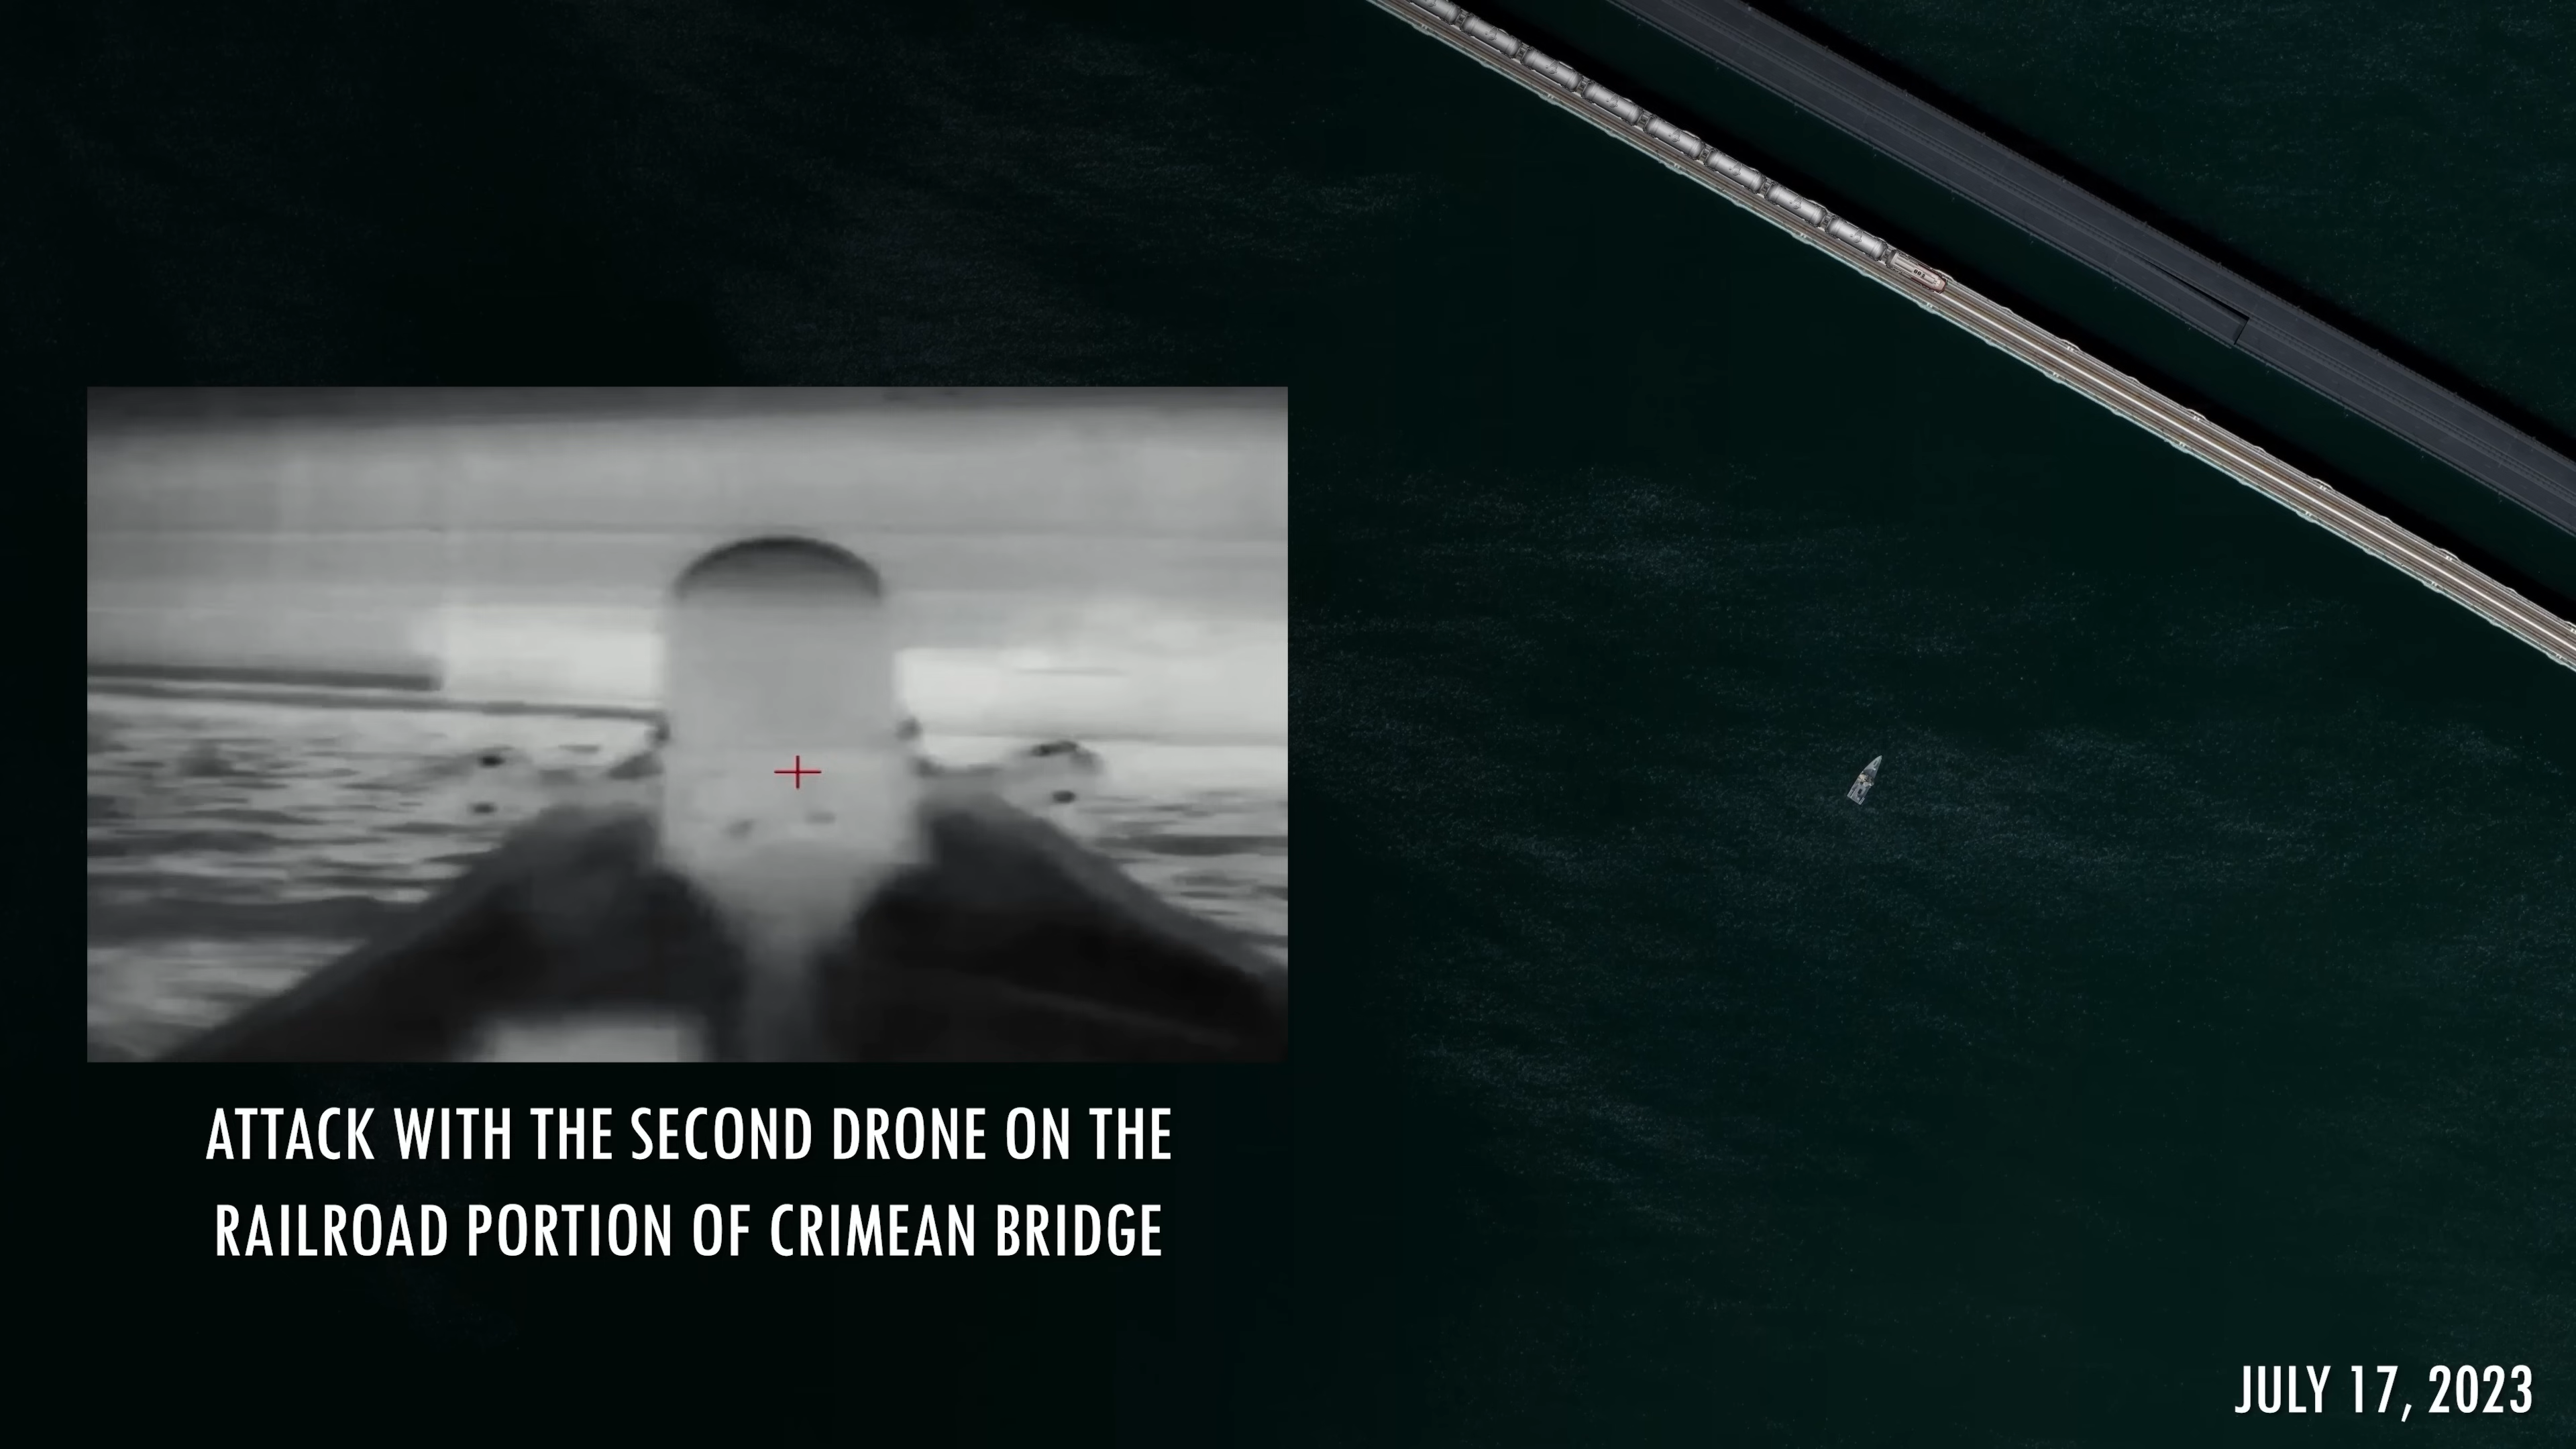 ATTACK WITH THE SECOND DRONE ON THE
RAILROAD PORTION OF CRIMEAN BRIDGE
JULY 17, 2023